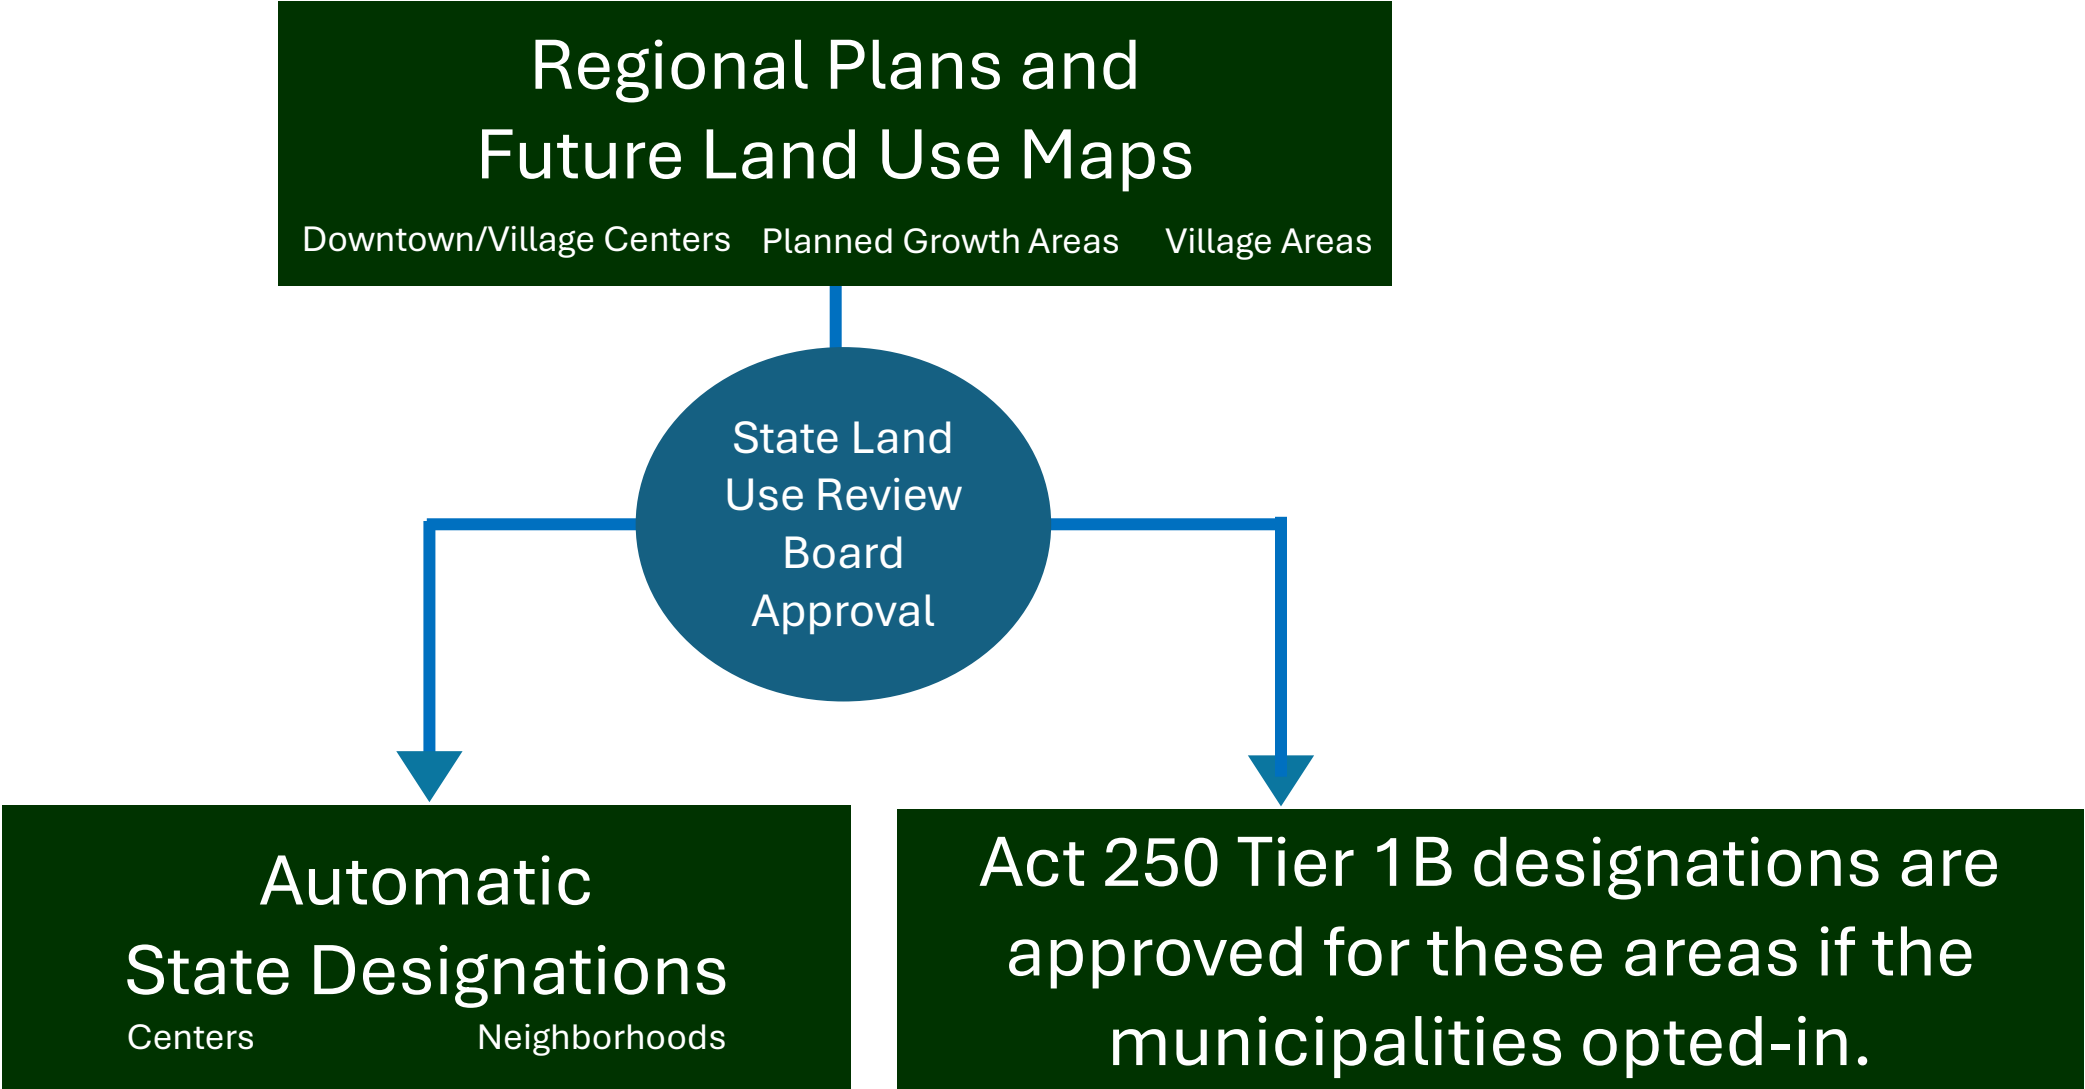 Regional Plans and
Future Land Use Maps
Downtown/Village Centers Planned Growth Areas Village Areas
State Land
Use Review
Board
Approval
Automatic
State Designations
Centers Neighborhoods
Act 250 Tier 1B designations are
approved for these areas if the
municipalities opted-in.